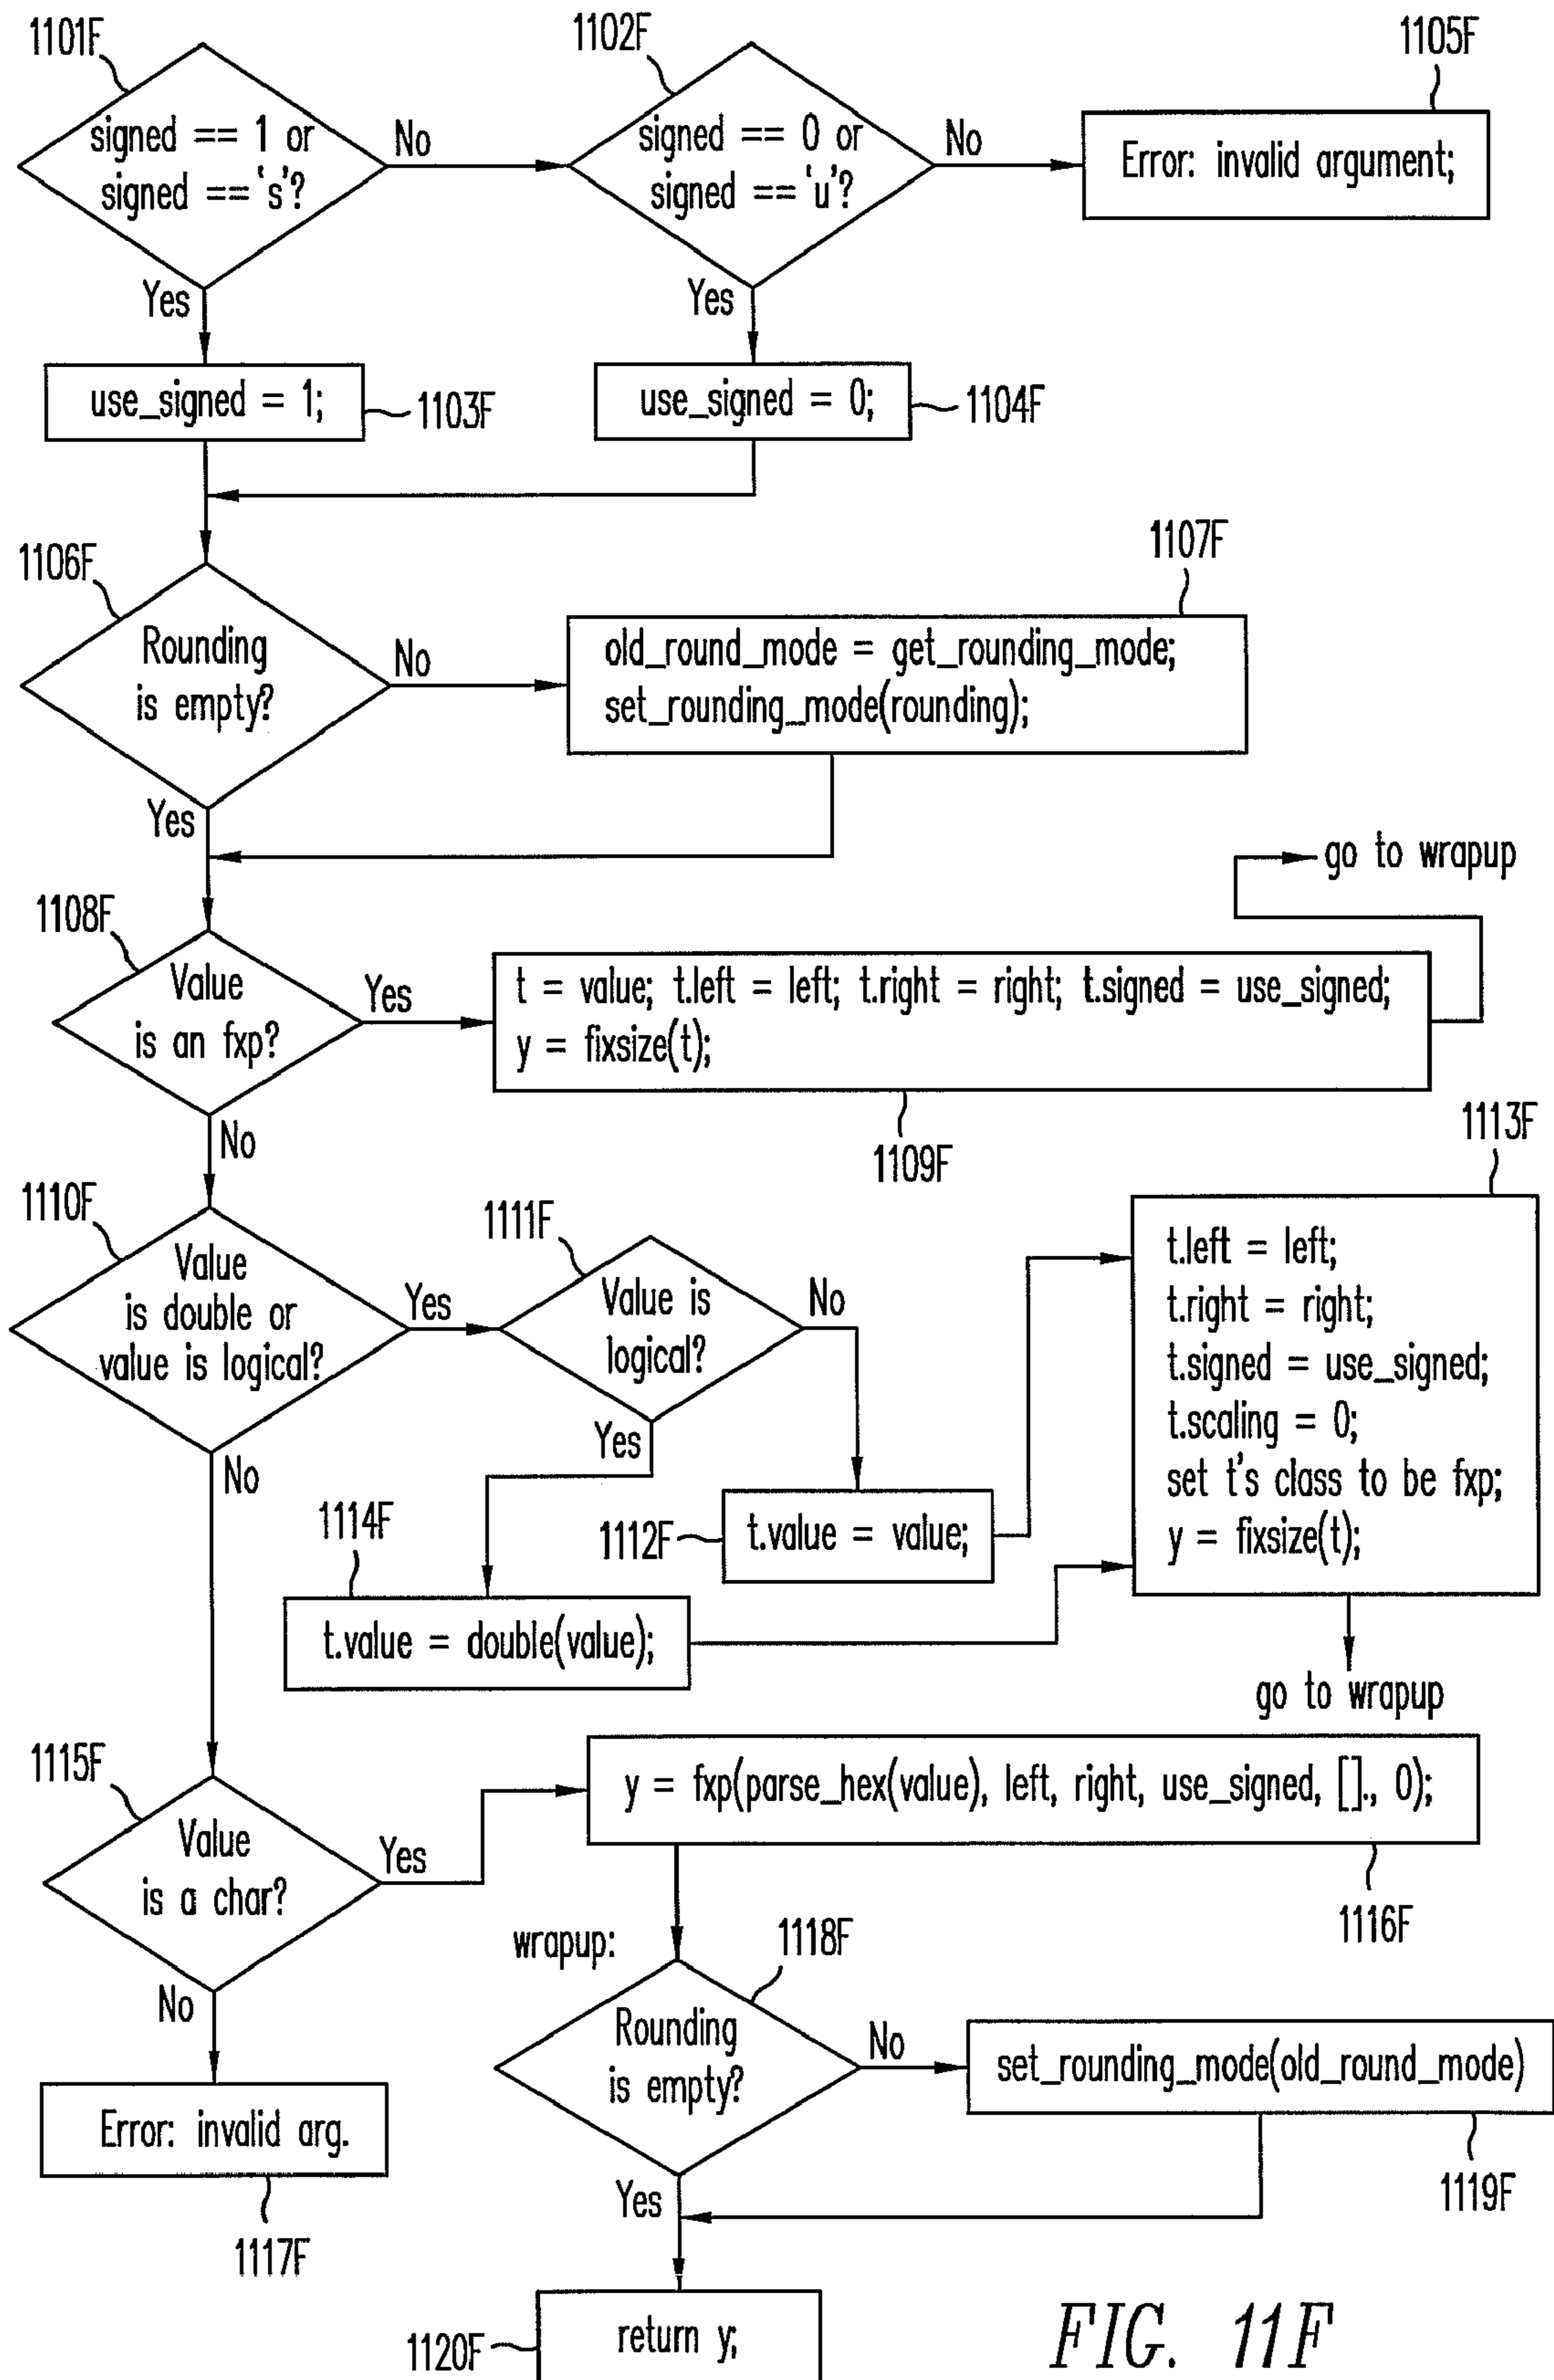 1101F
1102F
1105F
signed == 1 or
signed == 's'?
No
signed == 0 or
signed == 'u'?
No
Error: invalid argument;
Yes
Yes
use_signed = 1;
1103F
use_signed = 0;
1104F
1106F
1107F
Rounding
is empty?
No
old_round_mode = get_rounding_mode;
set_rounding_mode(rounding);
Yes
go to wrapup
1108F
Value
is an fxp?
Yes
t = value; t.left = left; t.right = right; t.signed = use_signed;
y = fixsize(t);
No
1109F
1113F
1110F
1111F
Value
is double or
value is logical?
Yes
Value is
logical?
No
t.left = left;
t.right = right;
t.signed = use_signed;
t.scaling = 0;
set t's class to be fxp;
y = fixsize(t);
Yes
No
1114F
1112F
t.value = value;
t.value = double(value);
go to wrapup
1115F
y = fxp(parse_hex(value), left, right, use_signed, []., 0);
Value
is a char?
Yes
1116F
wrapup:
1118F
No
Rounding
is empty?
No
set_rounding_mode(old_round_mode)
Error: invalid arg.
Yes
1119F
1117F
1120F
return y;
FIG. 11F